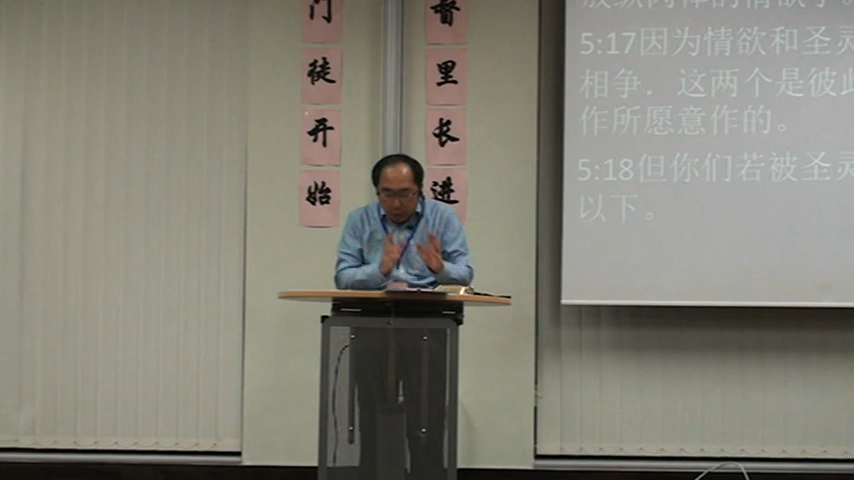 门
徒
开
始
督
里
长
进
5:17因为情欲和圣灵
相争．这两个是彼此
作所愿意作的。
5:18但你们若被圣灵
以下。